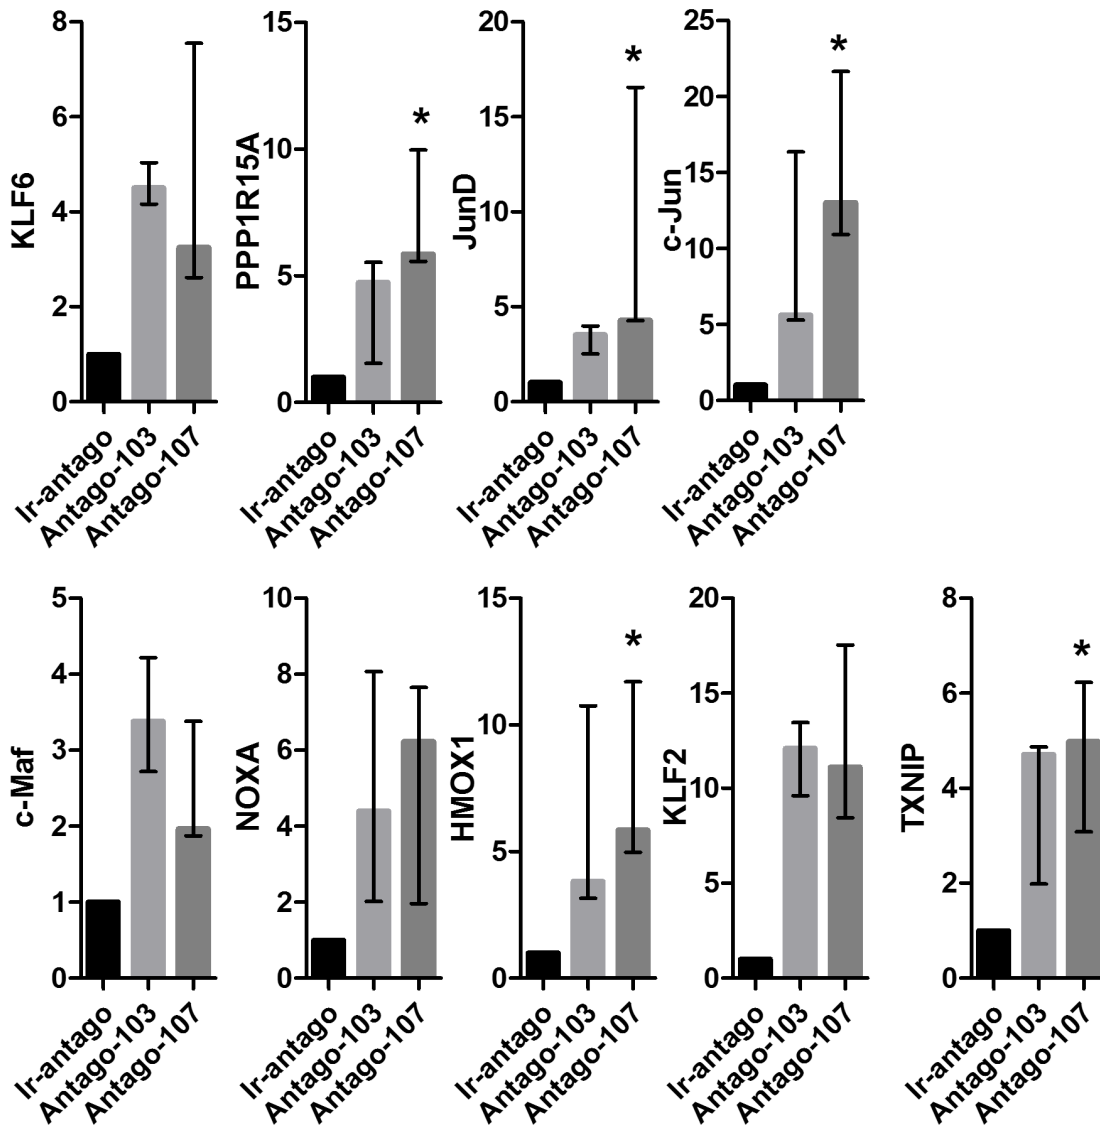 KLF6
8
6
4
2
0
Ir-antago
Antago-103
Antago-107
PPP1R15A
15
10
5
0
*
Ir-antago
Antago-103
Antago-107
JunD
20
15
10
5
0
*
Ir-antago
Antago-103
Antago-107
c-Jun
25
20
15
10
5
0
*
Ir-antago
Antago-103
Antago-107
c-Maf
5
4
3
2
1
0
Ir-antago
Antago-103
Antago-107
NOXA
10
8
6
4
2
0
Ir-antago
Antago-103
Antago-107
HMOX1
15
10
5
0
*
Ir-antago
Antago-103
Antago-107
KLF2
20
15
10
5
0
Ir-antago
Antago-103
Antago-107
TXNIP
8
6
4
2
0
*
Ir-antago
Antago-103
Antago-107